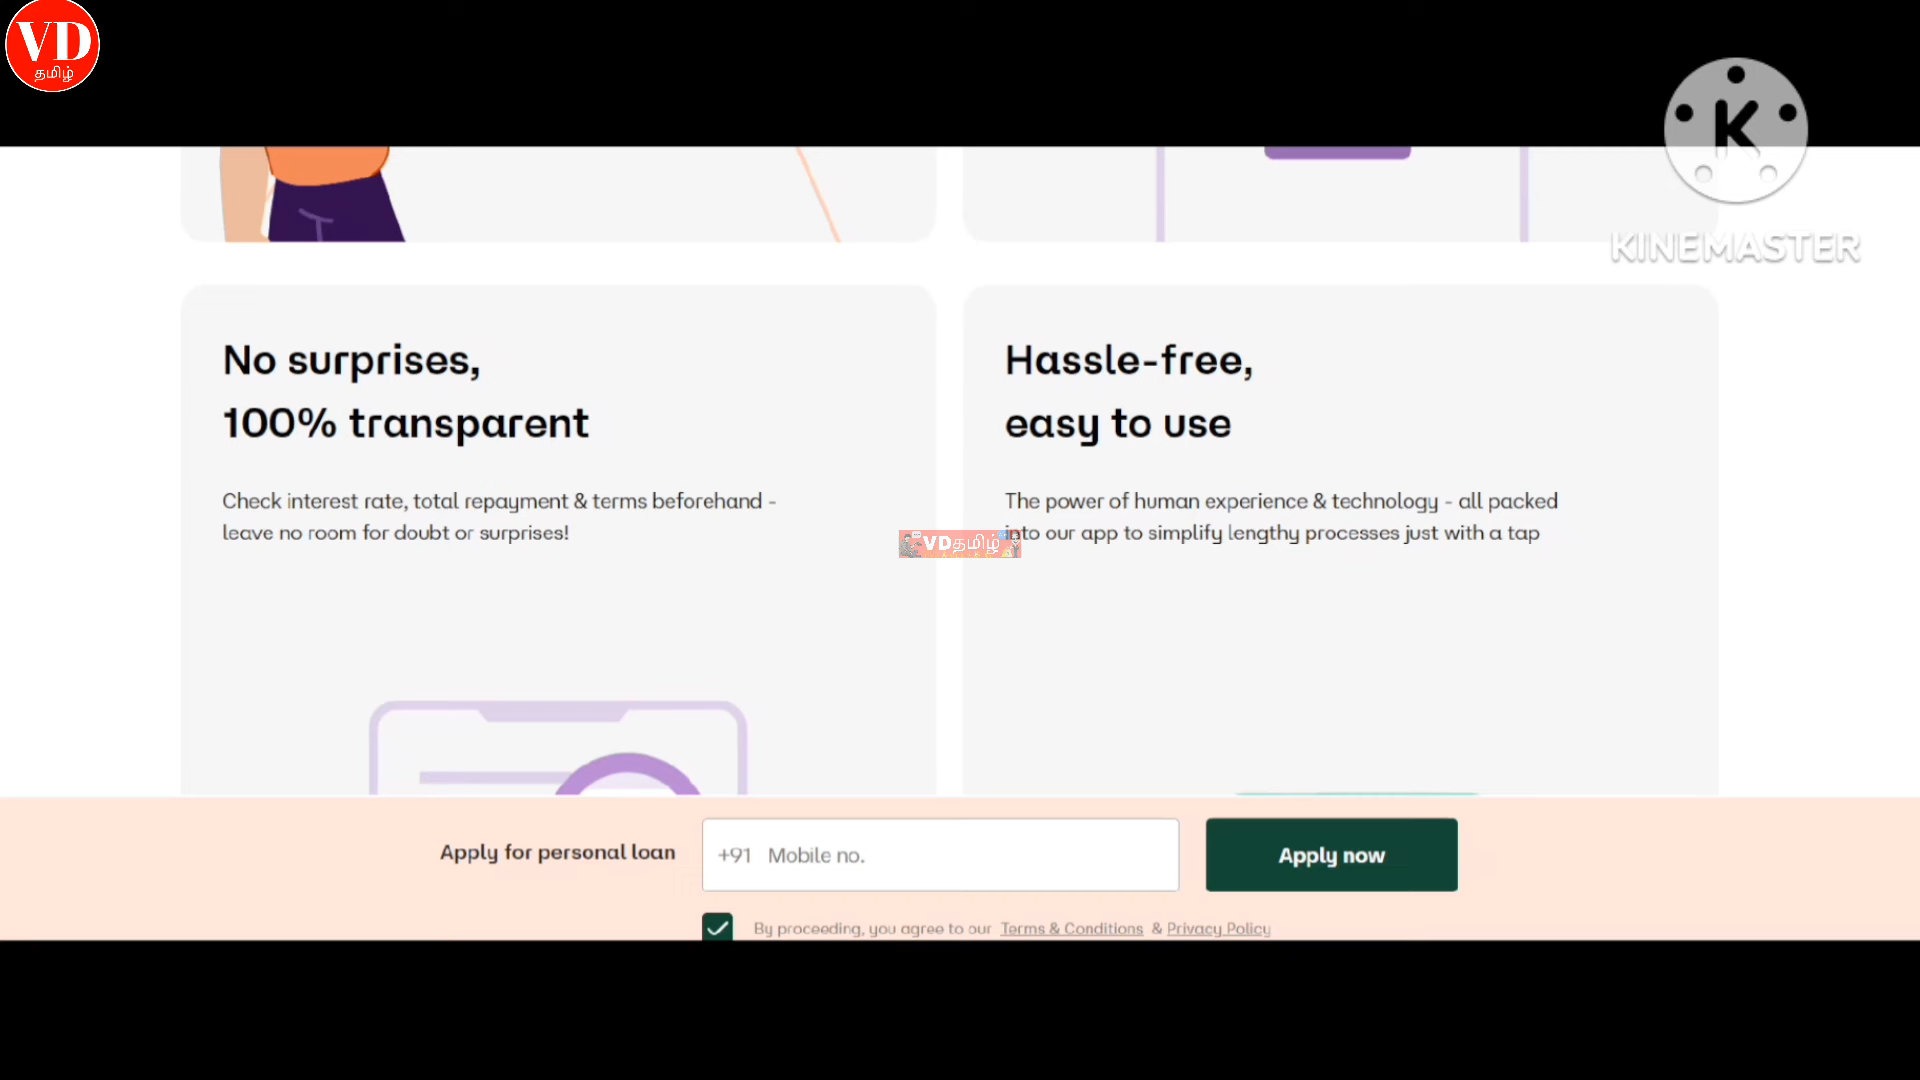 VD
தமிழ்
K
KINEMASTER
No surprises,
100% transparent
Check interest rate, total repayment & terms beforehand -
leave no room for doubt or surprises!
Hassle-free,
easy to use
The power of human experience & technology - all packed
into our app to simplify lengthy processes just with a tap
VDதமிழ்
Apply for personal loan
+91 Mobile no.
Apply now
By proceeding, you agree to our Terms & Conditions & Privacy Policy